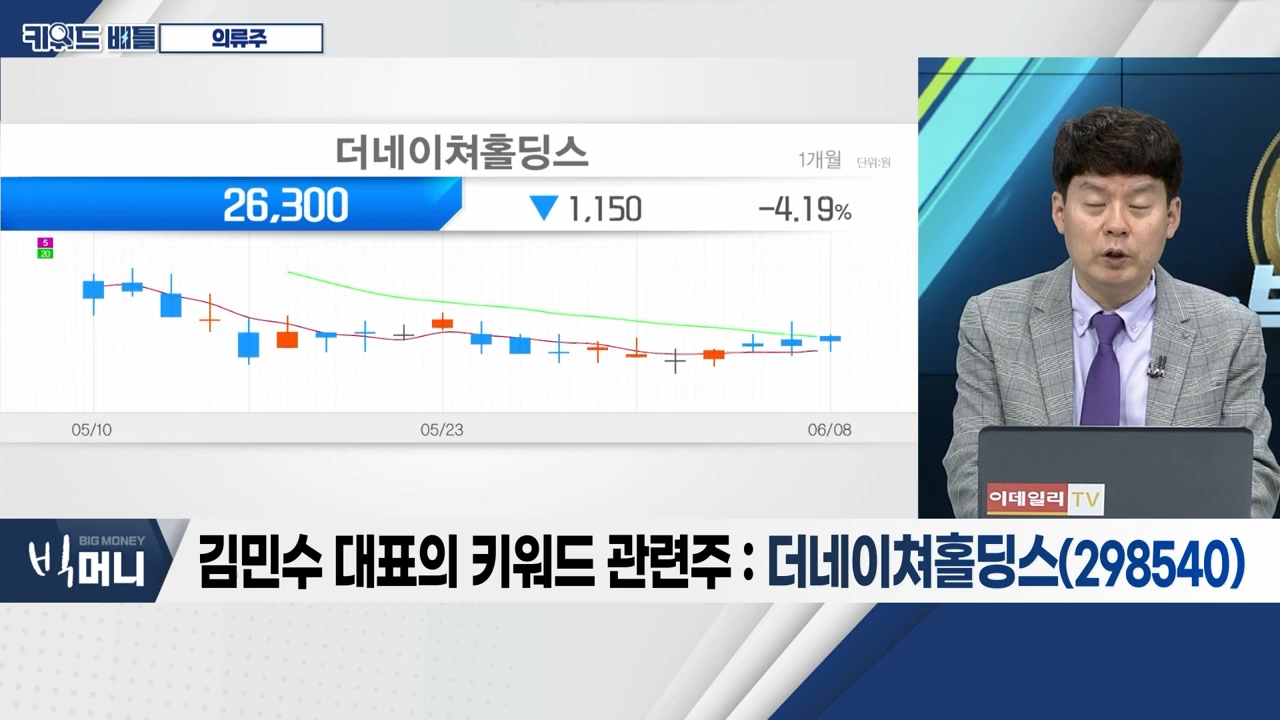 키워드 배틀
의류주
더네이쳐홀딩스
1개월 단위:원
26,300 ▼ 1,150 -4.19%
5
20
05/10 05/23 06/08
이데일리 TV
BIG MONEY
빅머니
김민수 대표의 키워드 관련주 : 더네이쳐홀딩스(298540)